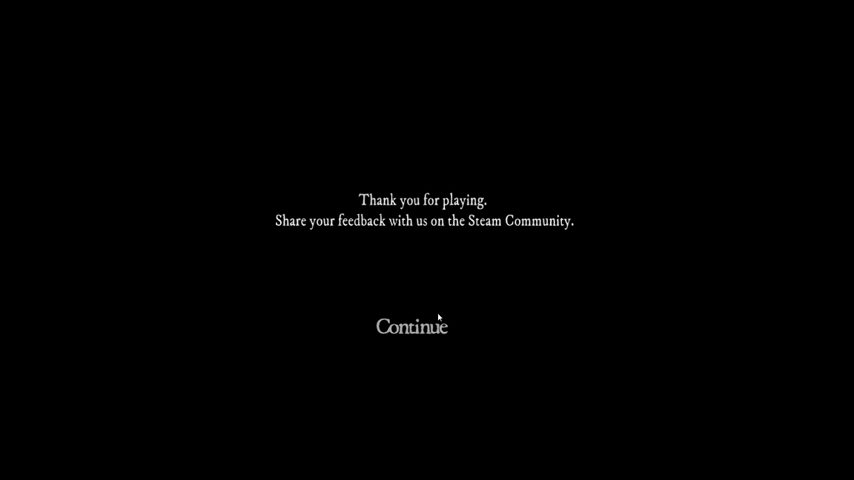 Thank you for playing.
Share your feedback with us on the Steam Community.
Continue